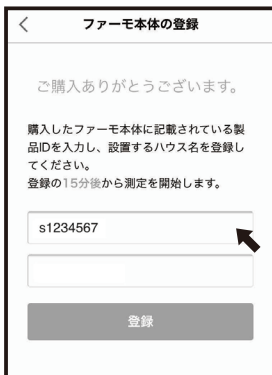 ファーモ本体の登録
ご購入ありがとうございます。
購入したファーモ本体に記載されている製
品IDを入力し、設置するハウス名を登録し
てください。
登録の15分後から測定を開始します。
s1234567
登録